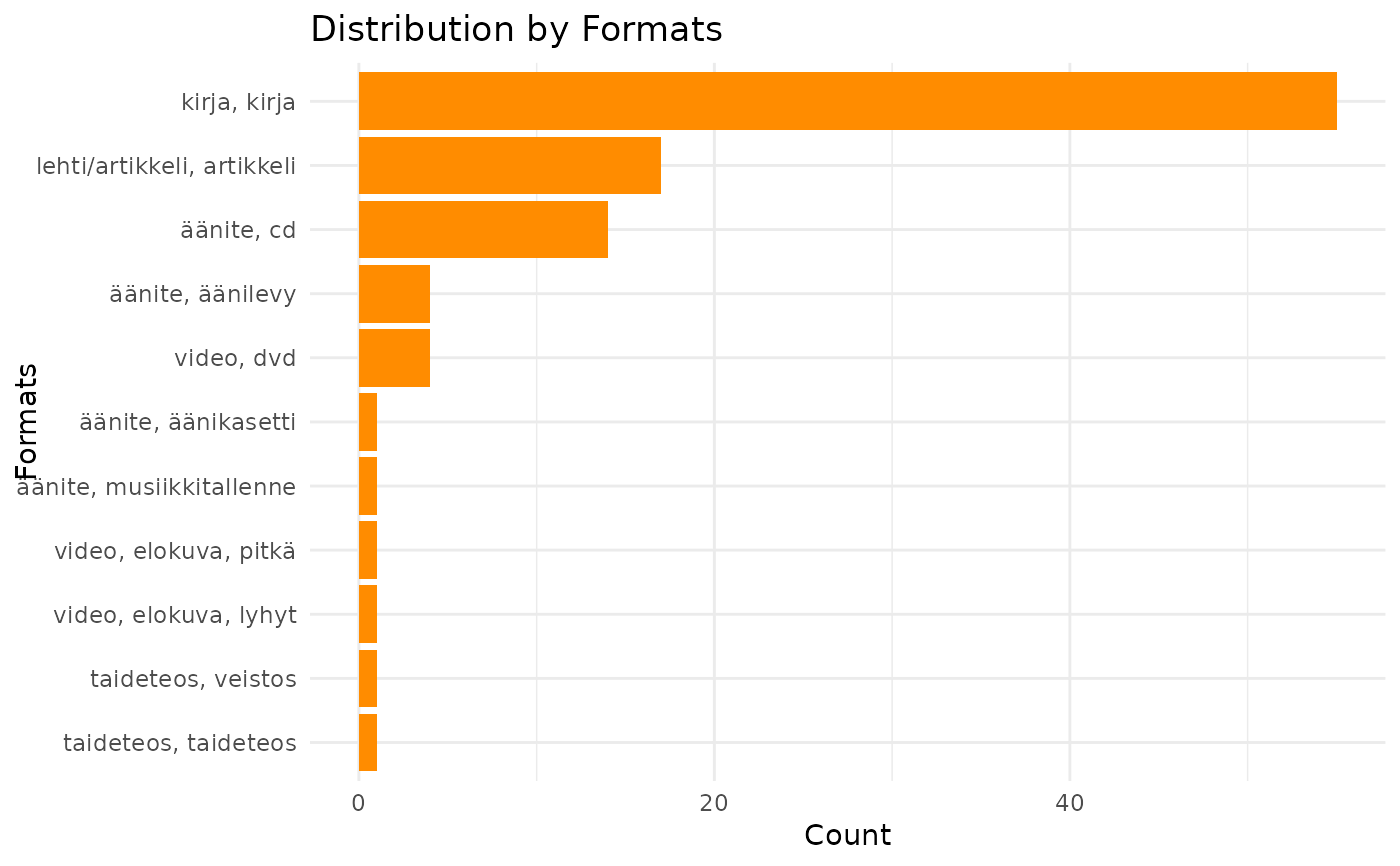 Distribution by Formats
kirja, kirja
lehti/artikkeli, artikkeli
äänite, cd
äänite, äänilevy
video, dvd
äänite, äänikasetti
äänite, musiikkitallenne
video, elokuva, pitkä
video, elokuva, lyhyt
taideteos, veistos
taideteos, taideteos
Formats
0 20 40
Count